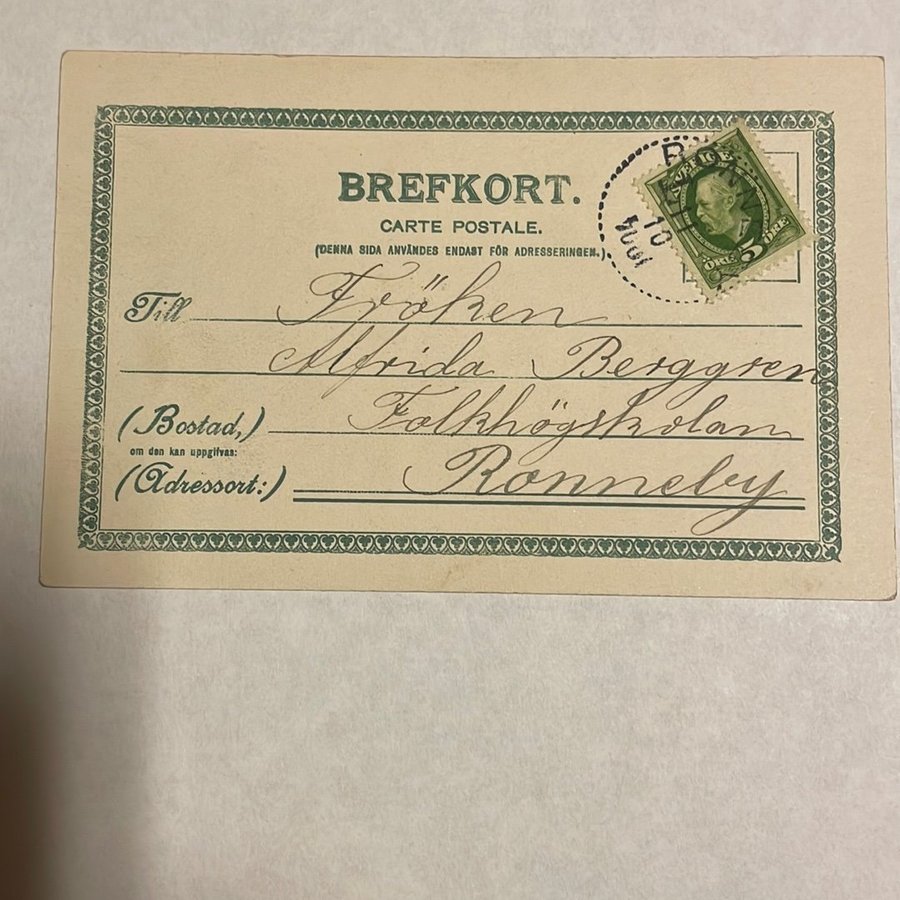 BREFKORT.
CARTE POSTALE.
(DENNA SIDA ANVÄNDES ENDAST FÖR ADRESSERINGEN.)
SVERIGE
5
ÖRE ÖRE
10
Till Fröken
Alfrida Berggren
(Bostad,) Folkhögskolan
om den kan uppgifvas:
(Adressort:) Ronneby